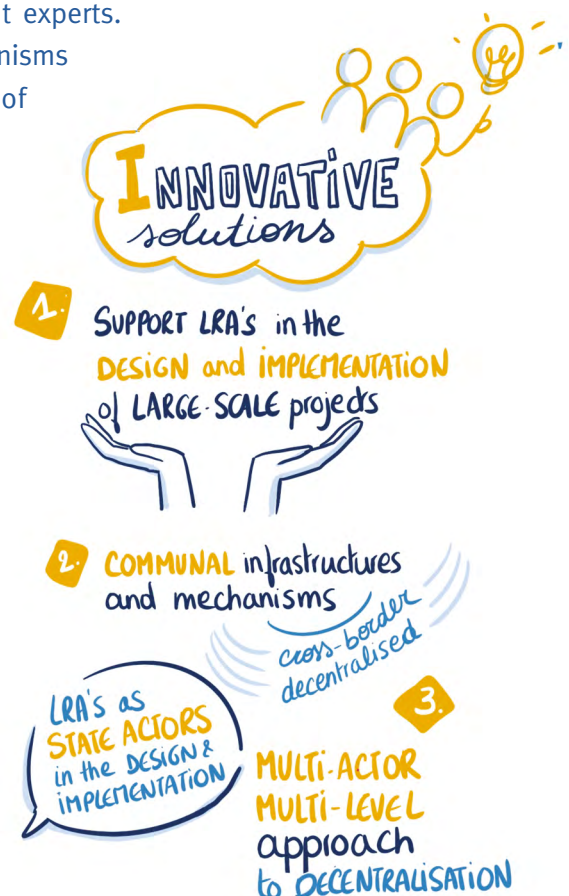 t experts.
nisms
of
INNOVATIVE
solutions
1.
SUPPORT LRA'S in the
DESIGN and IMPLEMENTATION
of LARGE-SCALE projects
2.
COMMUNAL infrastructures
and mechanisms
cross-border
decentralised
LRA'S as
STATE ACTORS
in the DESIGN &
IMPLEMENTATION
3.
MULTI-ACTOR
MULTI-LEVEL
approach
to DECENTRALISATION